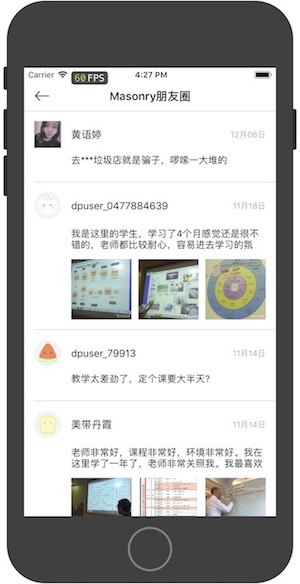 Carrier
60 FPS
4:27 PM
Masonry朋友圈
黄语婷
12月06日
去***垃圾店就是骗子，啰嗦一大堆的
dpuser_0477884639
11月18日
我是这里的学生，学习了4个月感觉还是很不
错的，老师都比较耐心，容易进去学习的氛
dpuser_79913
11月14日
教学太差劲了，定个课要大半天？
美带丹霞
11月14日
老师非常好，课程非常好，环境非常好。我在
这里学了一年了，老师非常关照我。我最喜欢